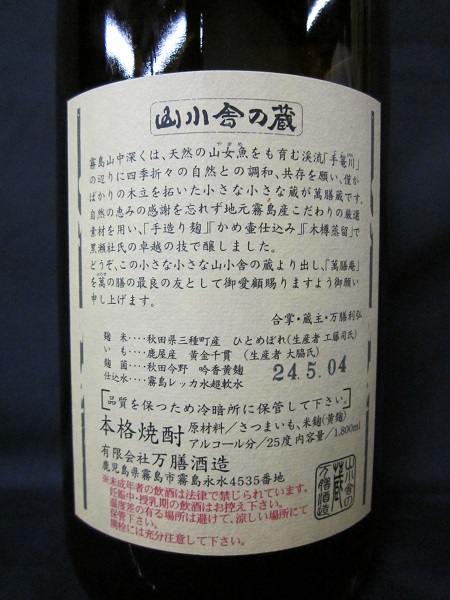 山小舎の蔵
霧島山中深くは、天然の山女魚をも育む渓流「手篭川」
の辺りに四季折々の自然との調和、共存を願い、僅か
ばかりの木立を拓いた小さな小さな蔵が萬膳蔵です。
自然の恵みの感謝を忘れず地元霧島産こだわりの厳選
素材を用い、「手造り麹」「かめ壷仕込み」「木樽蒸留」で
黒瀬杜氏の卓越の技で醸しました。
どうぞ、この小さな小さな山小舎の蔵より出し、「萬膳庵」
を萬の膳の最良の友として御愛顧賜りますよう御願い
申し上げます。
合掌・蔵主・万膳利弘
麹米‥‥秋田県三種町産 ひとめぼれ(生産者 工藤司氏)
いも‥‥鹿屋産 黄金千貫 (生産者 大脇氏)
麹菌‥‥秋田今野 吟香黄麹
仕込水‥‥霧島レッカ水超軟水
24.5.04
品質を保つため冷暗所に保管して下さい。
本格焼酎
原材料/さつまいも、米麹(黄麹)
アルコール分/25度 内容量/1,800ml
有限会社万膳酒造
鹿児島県霧島市霧島永水4535番地
※未成年者の飲酒は法律で禁じられています。
妊娠中・授乳期の飲酒はお控え下さい。
温度差の有る場所は避けて、涼しい場所にて
保管下さい。
開栓には充分注意して下さい。
山小舎の
蔵
万膳酒造